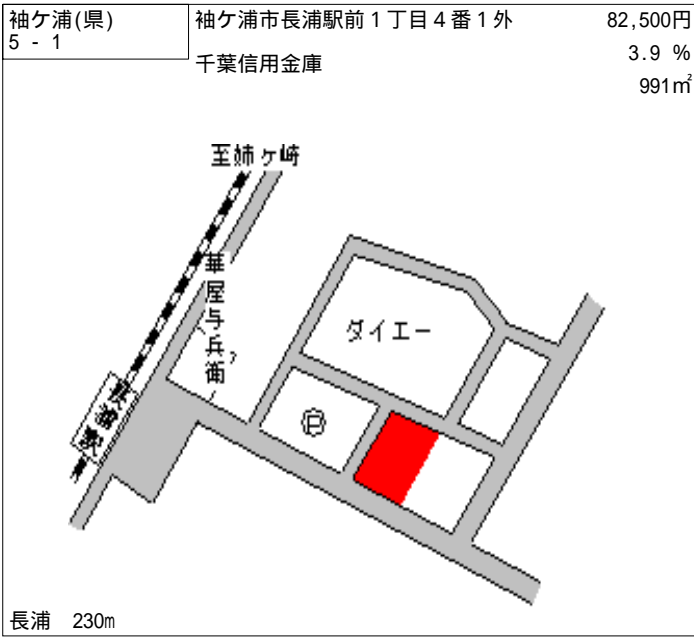 袖ケ浦(県)
5 - 1
袖ケ浦市長浦駅前１丁目４番１外
千葉信用金庫
82,500円
3.9 %
991㎡
至姉ヶ崎
華屋与兵衛
ダイエー
長浦駅
Ⓟ
長浦 230m